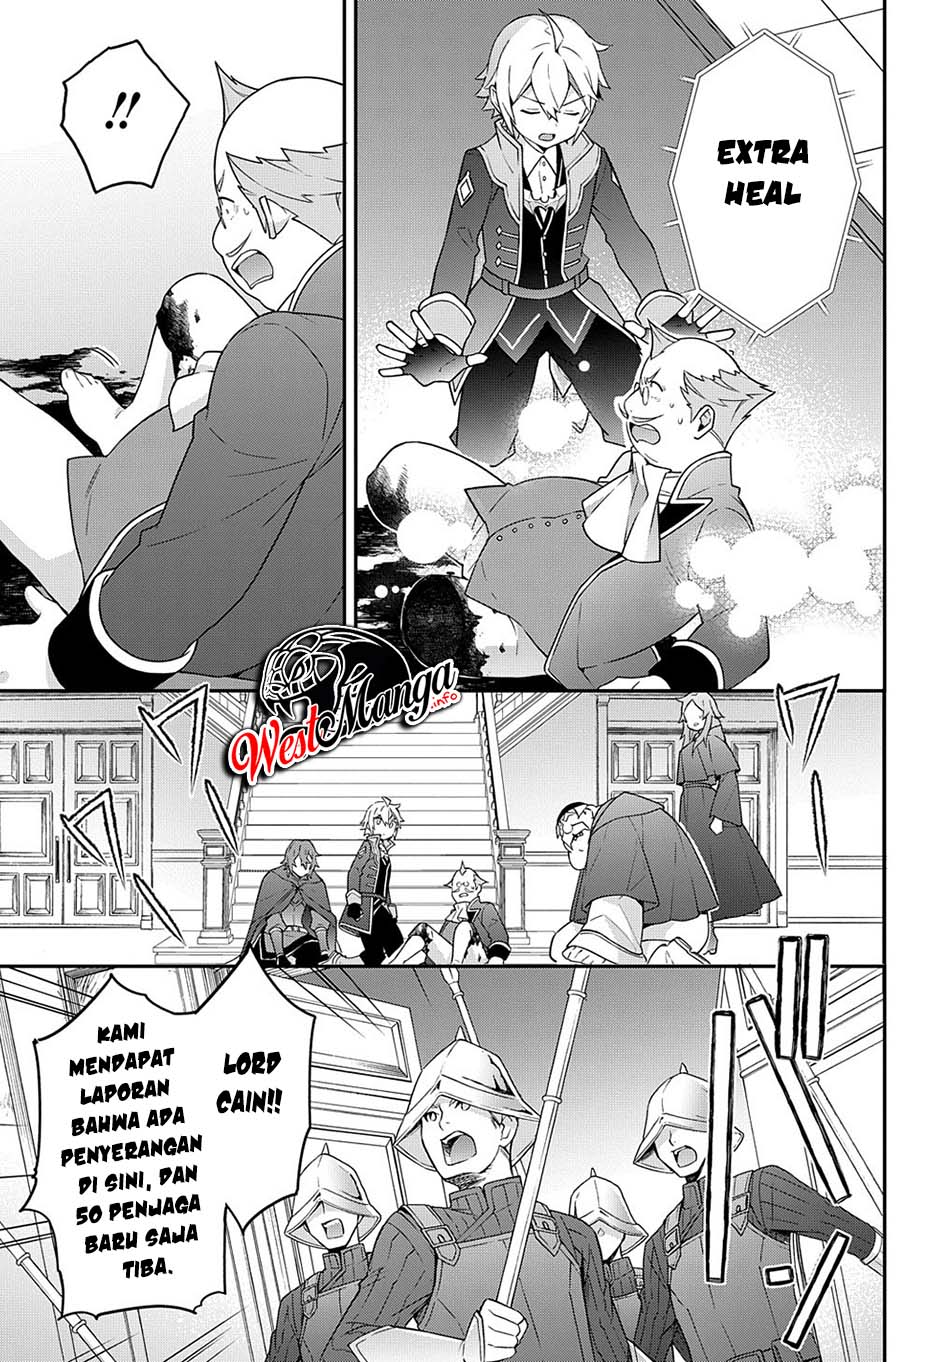 EXTRA
HEAL
!!
WestManga
.info
LORD
CAIN!!
KAMI
MENDAPAT
LAPORAN
BAHWA ADA
PENYERANGAN
DI SINI, DAN
50 PENJAGA
BARU SAJA
TIBA.